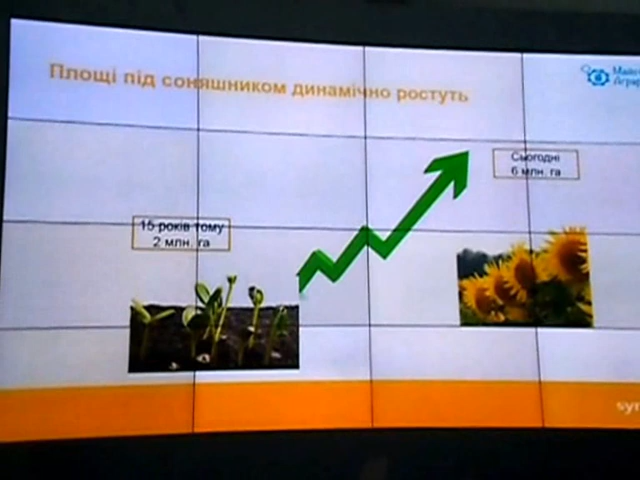 Площі під соняшником динамічно ростуть
Сьогодні
6 млн. га
15 років тому
2 млн. га